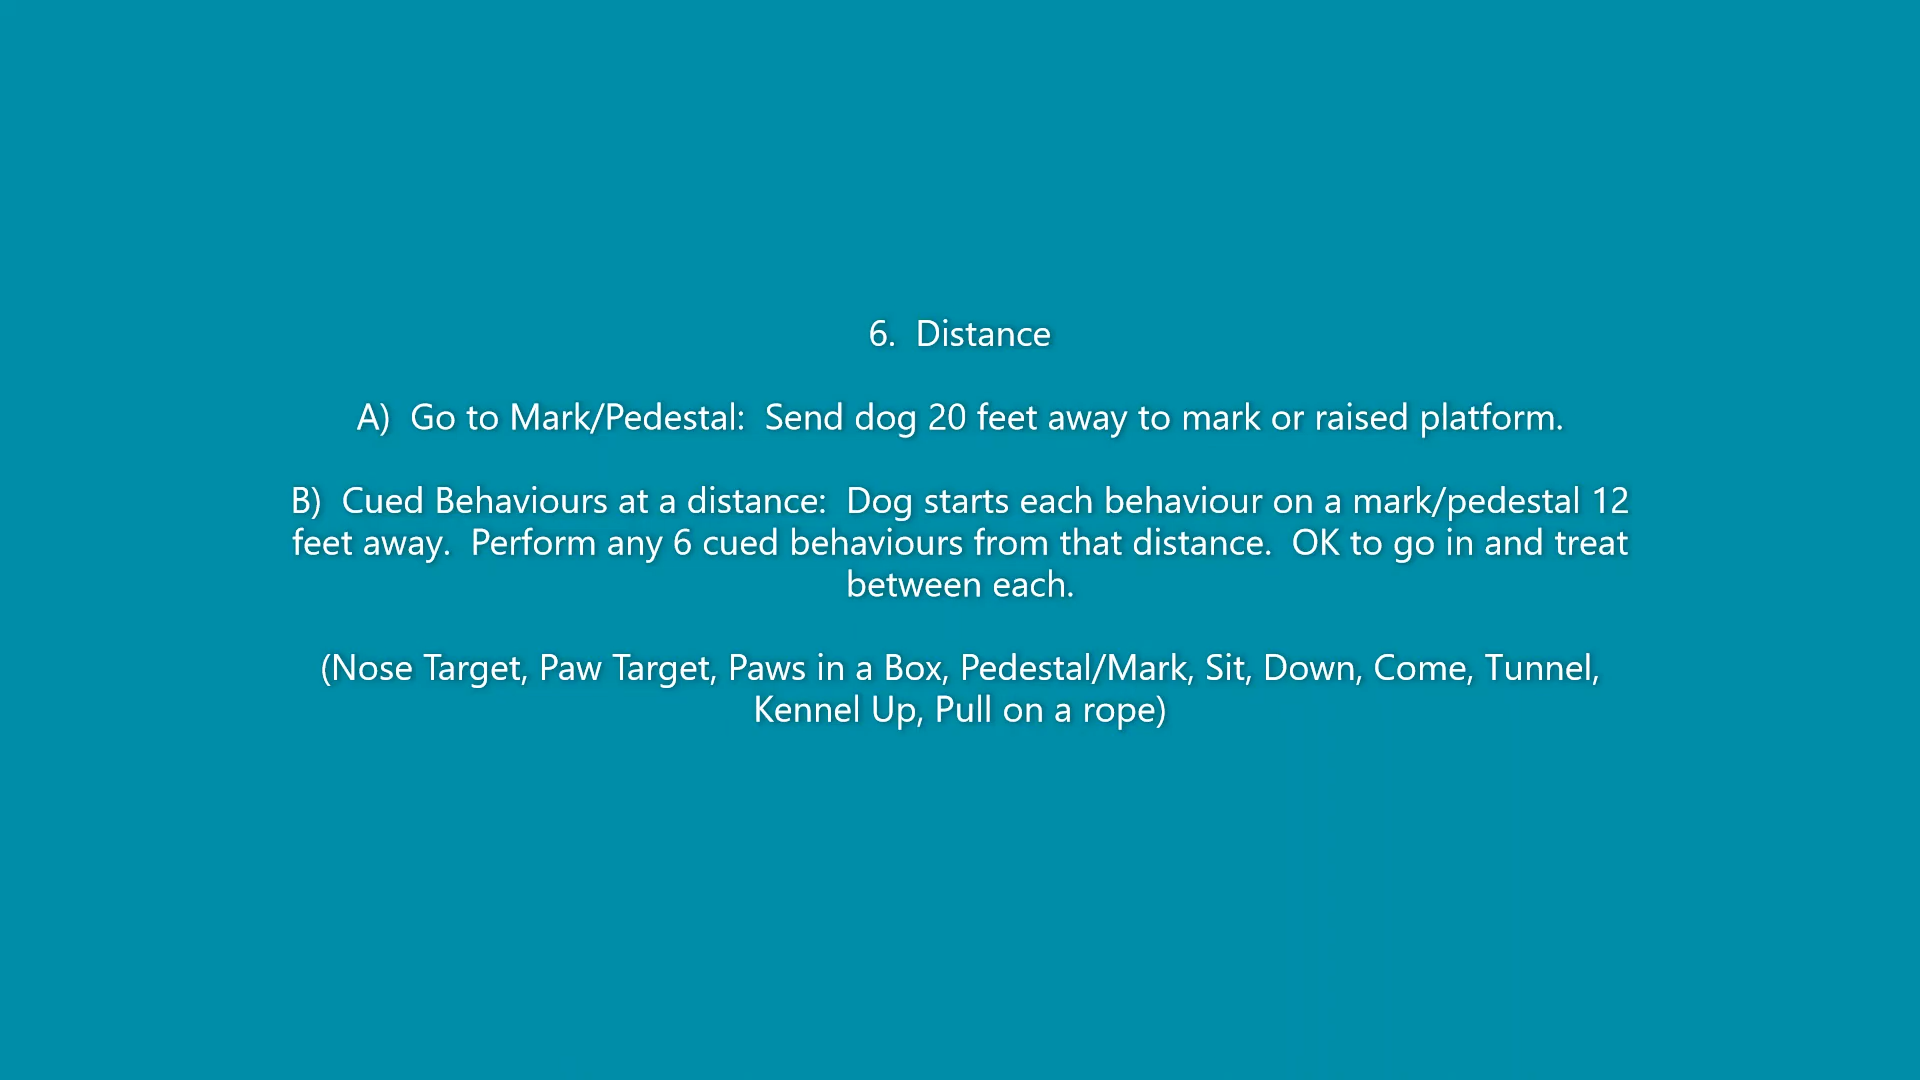 6.  Distance
A)  Go to Mark/Pedestal:  Send dog 20 feet away to mark or raised platform.
B)  Cued Behaviours at a distance:  Dog starts each behaviour on a mark/pedestal 12
feet away.  Perform any 6 cued behaviours from that distance.  OK to go in and treat
between each.
(Nose Target, Paw Target, Paws in a Box, Pedestal/Mark, Sit, Down, Come, Tunnel,
Kennel Up, Pull on a rope)